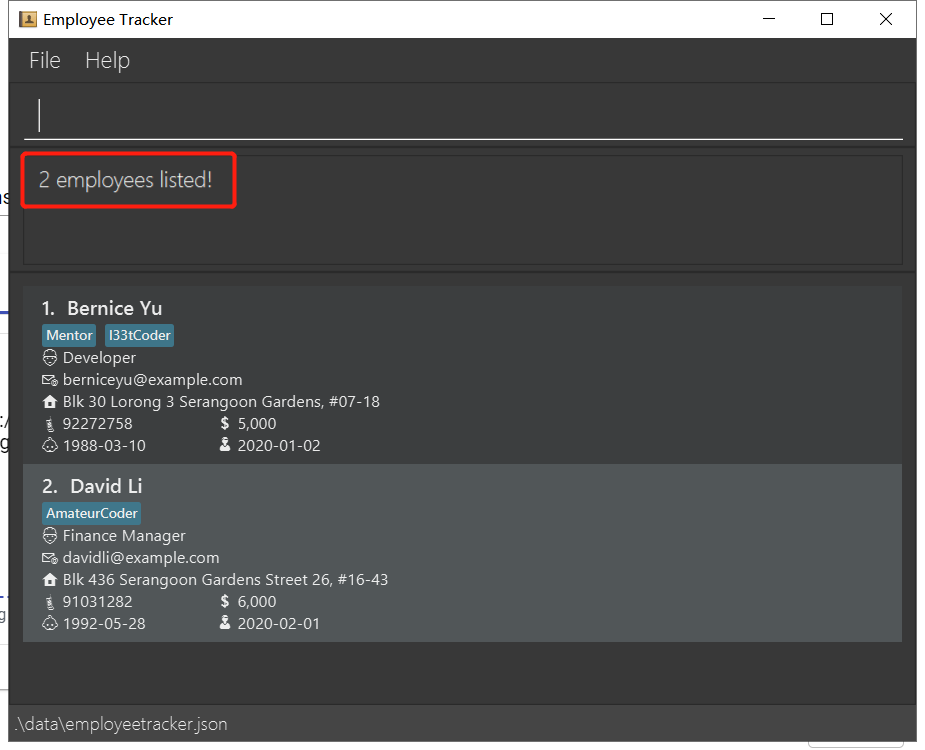 Employee Tracker
File Help
2 employees listed!
1. Bernice Yu
Mentor l33tCoder
Developer
berniceyu@example.com
Blk 30 Lorong 3 Serangoon Gardens, #07-18
92272758 $ 5,000
1988-03-10 2020-01-02
2. David Li
AmateurCoder
Finance Manager
davidli@example.com
Blk 436 Serangoon Gardens Street 26, #16-43
91031282 $ 6,000
1992-05-28 2020-02-01
.\data\employeetracker.json